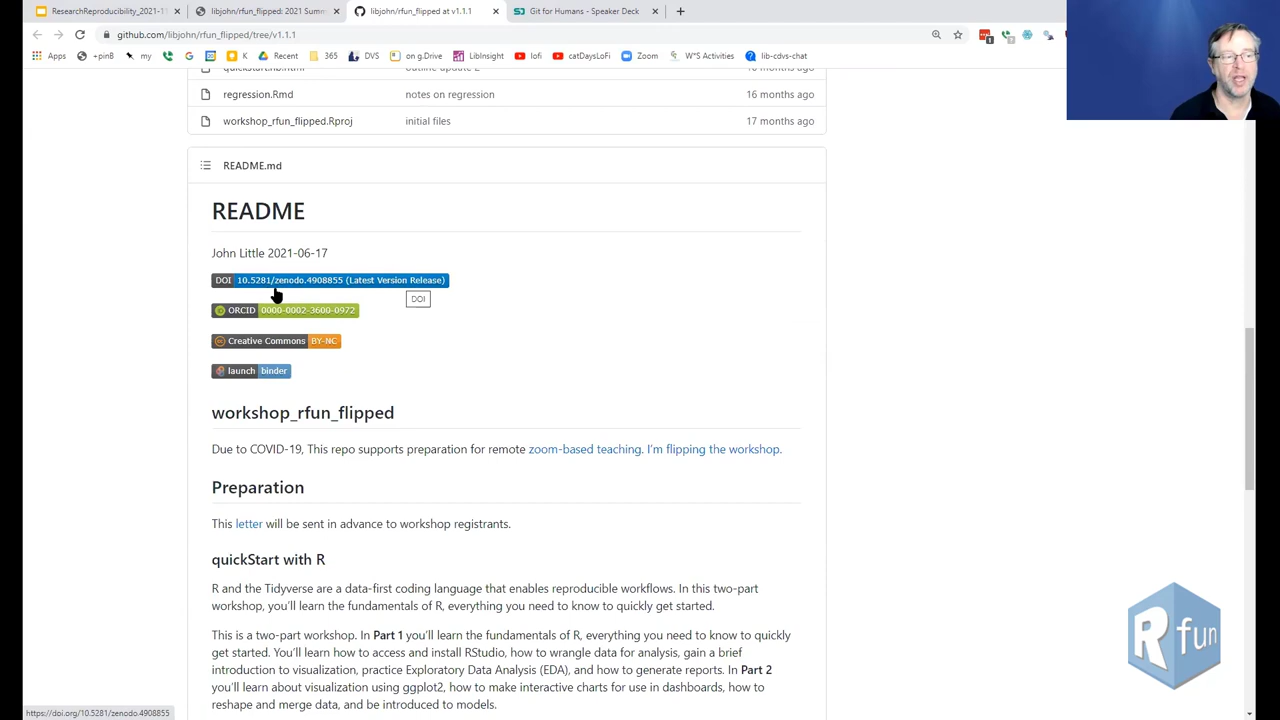 ResearchReproducibility_2021-1
libjohn/rfun_flipped: 2021 Summ
libjohn/rfun_flipped at v1.1.1
Git for Humans - Speaker Deck
github.com/libjohn/rfun_flipped/tree/v1.1.1
Apps
+pinB
my
K
Recent
365
DVS
on g.Drive
LibInsight
lofi
catDaysLoFi
Zoom
W*S Activities
lib-cdvs-chat
regression.Rmd
notes on regression
16 months ago
workshop_rfun_flipped.Rproj
initial files
17 months ago
README.md
README
John Little 2021-06-17
DOI 10.5281/zenodo.4908855 (Latest Version Release)
DOI
ORCID 0000-0002-3600-0972
Creative Commons BY-NC
launch binder
workshop_rfun_flipped
Due to COVID-19, This repo supports preparation for remote zoom-based teaching. I'm flipping the workshop.
Preparation
This letter will be sent in advance to workshop registrants.
quickStart with R
R and the Tidyverse are a data-first coding language that enables reproducible workflows. In this two-part
workshop, you'll learn the fundamentals of R, everything you need to know to quickly get started.
This is a two-part workshop. In Part 1 you'll learn the fundamentals of R, everything you need to know to quickly
get started. You'll learn how to access and install RStudio, how to wrangle data for analysis, gain a brief
introduction to visualization, practice Exploratory Data Analysis (EDA), and how to generate reports. In Part 2
you'll learn about visualization using ggplot2, how to make interactive charts for use in dashboards, how to
reshape and merge data, and be introduced to models.
R fun
https://doi.org/10.5281/zenodo.4908855